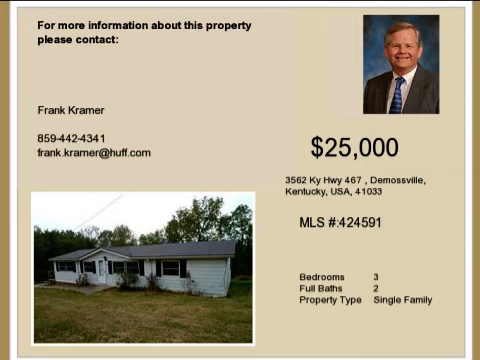 For more information about this property
please contact:
Frank Kramer
859-442-4341
frank.kramer@huff.com
$25,000
3562 Ky Hwy 467 , Demossville,
Kentucky, USA, 41033
MLS #:424591
Bedrooms 3
Full Baths 2
Property Type Single Family